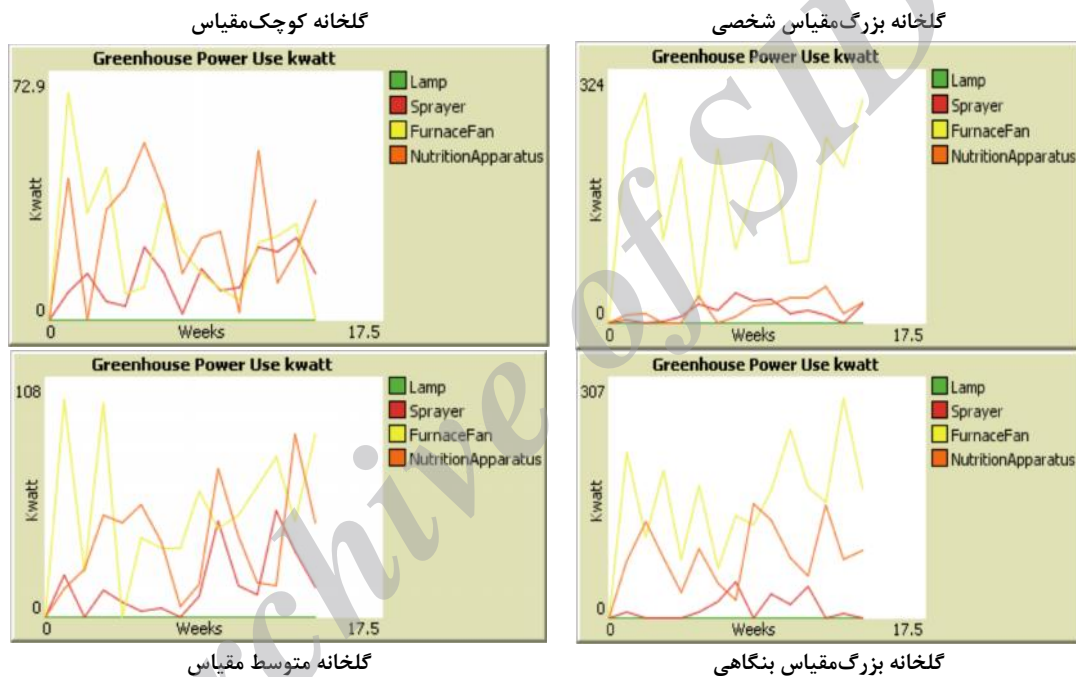 گلخانه کوچک‌مقیاس
گلخانه بزرگ‌مقیاس شخصی
Greenhouse Power Use kwatt
72.9
Kwatt
0
0
Weeks
17.5
Lamp
Sprayer
FurnaceFan
NutritionApparatus
Greenhouse Power Use kwatt
324
Kwatt
0
0
Weeks
17.5
Lamp
Sprayer
FurnaceFan
NutritionApparatus
Greenhouse Power Use kwatt
108
Kwatt
0
0
Weeks
17.5
Lamp
Sprayer
FurnaceFan
NutritionApparatus
Greenhouse Power Use kwatt
307
Kwatt
0
0
Weeks
17.5
Lamp
Sprayer
FurnaceFan
NutritionApparatus
گلخانه متوسط مقیاس
گلخانه بزرگ‌مقیاس بنگاهی
chive of SID